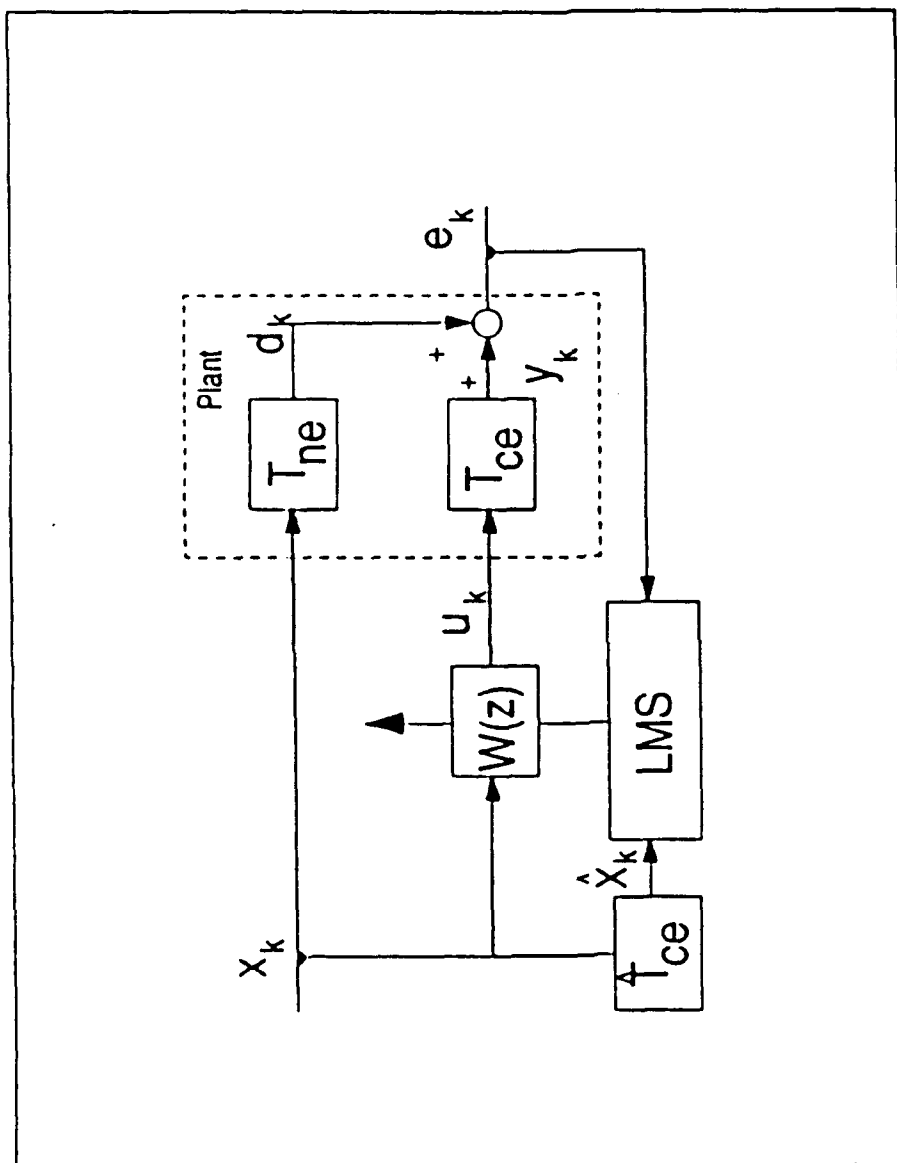 Plant
x_k
T_ne
d_k
+
+
e_k
W(z)
u_k
T_ce
y_k
T̂_ce
x̂_k
LMS